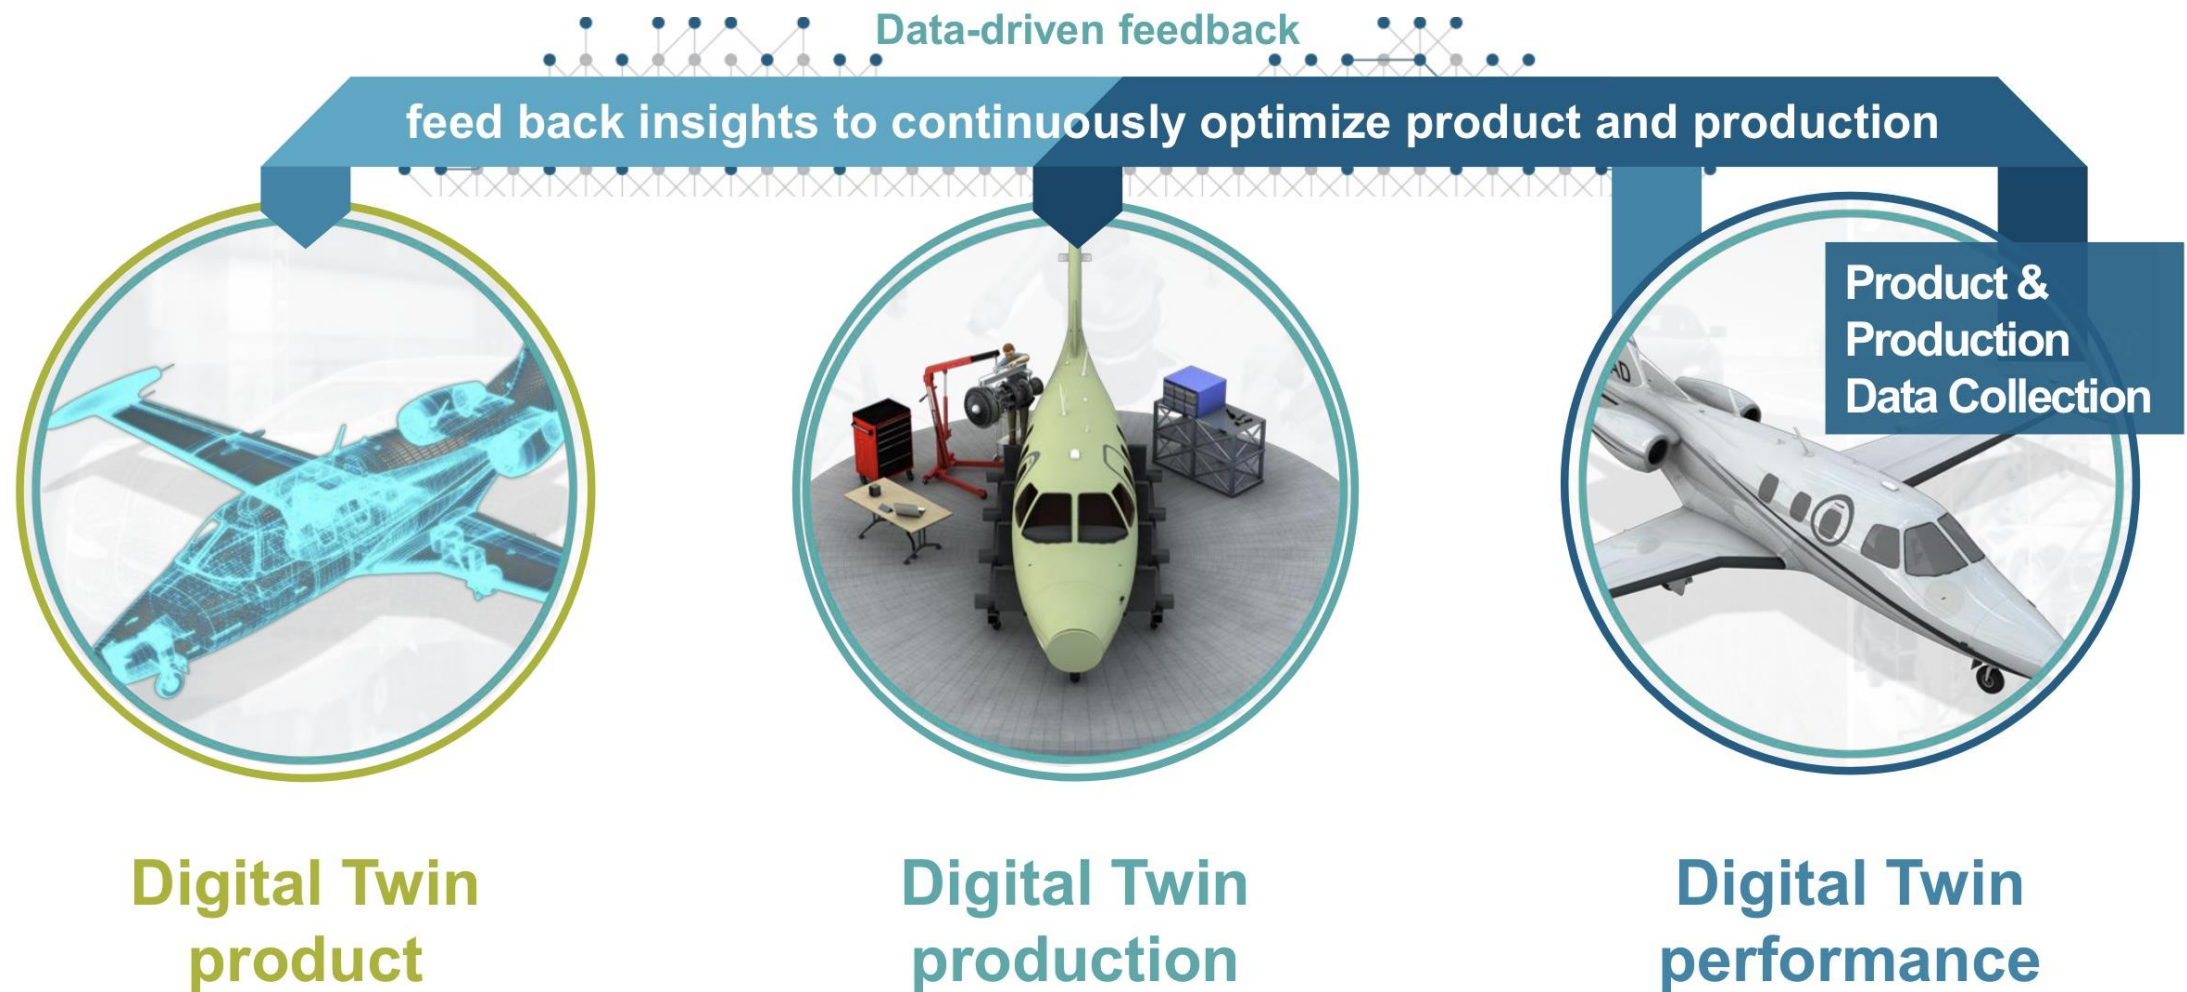 Data-driven feedback
feed back insights to continuously optimize product and production
Product &
Production
Data Collection
Digital Twin
product
Digital Twin
production
Digital Twin
performance